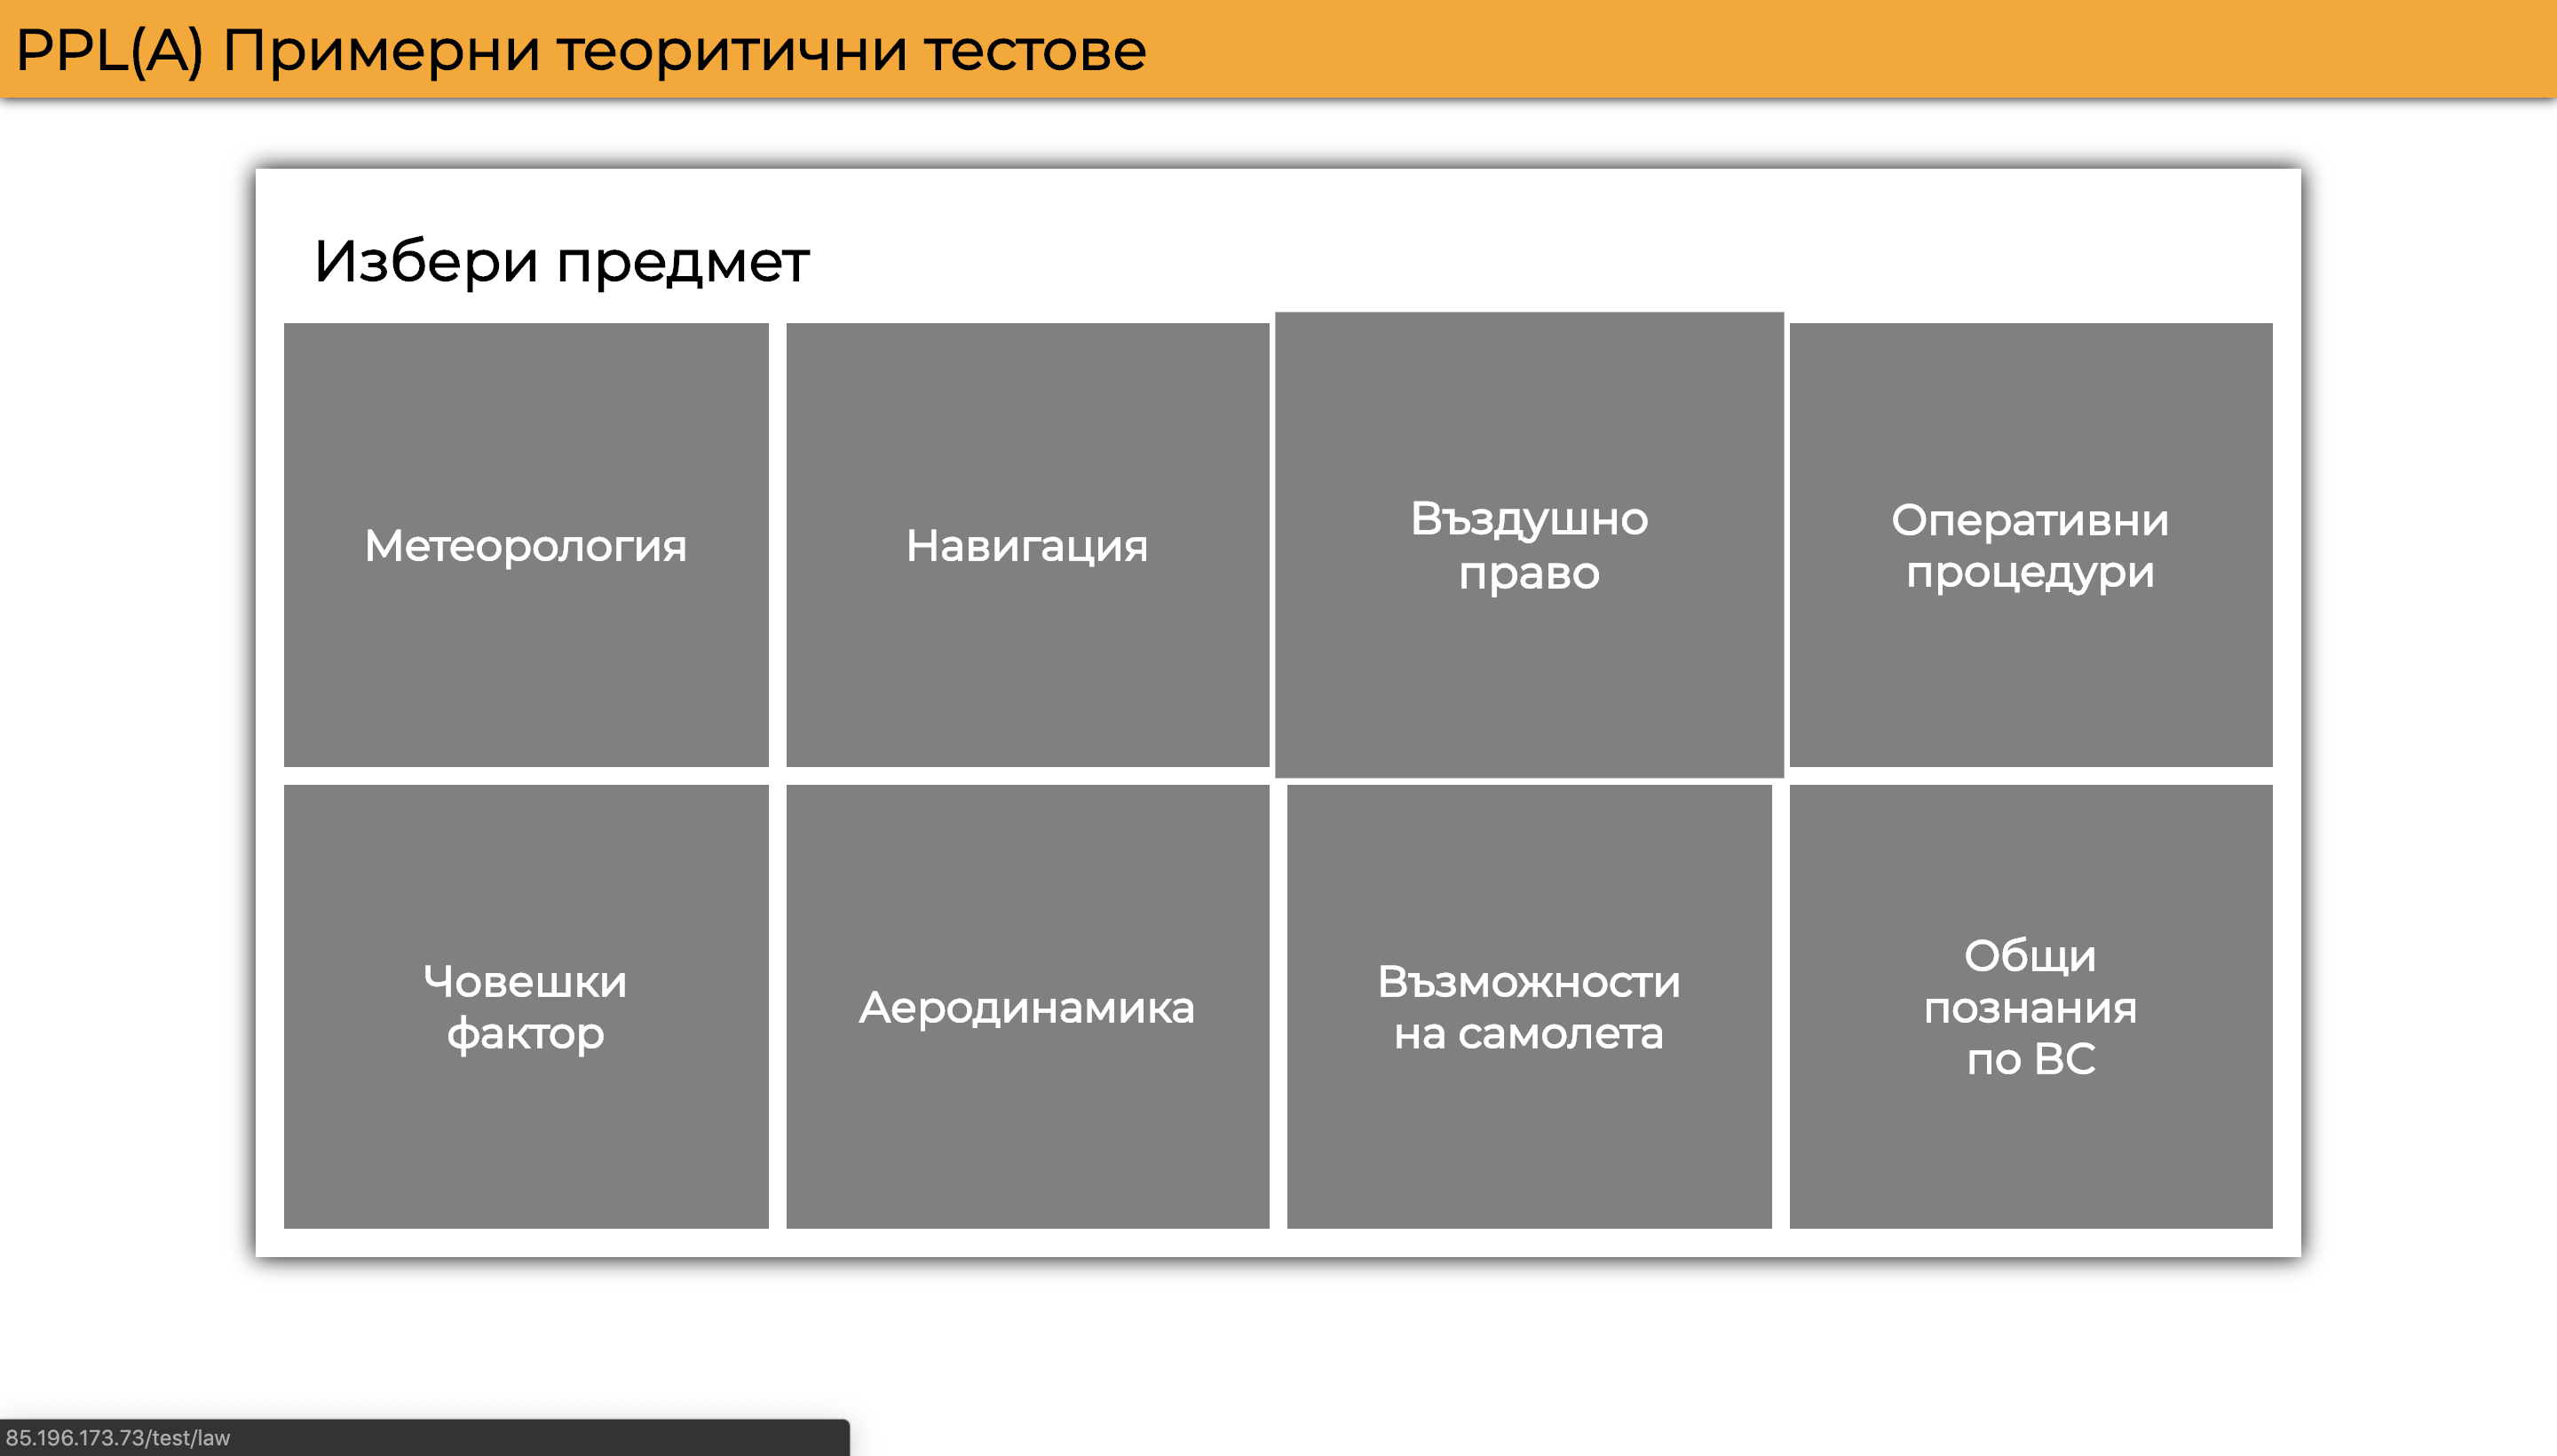 PPL(A) Примерни теоритични тестове
Избери предмет
Метеорология
Навигация
Въздушно
право
Оперативни
процедури
Човешки
фактор
Аеродинамика
Възможности
на самолета
Общи
познания
по ВС
85.196.173.73/test/law